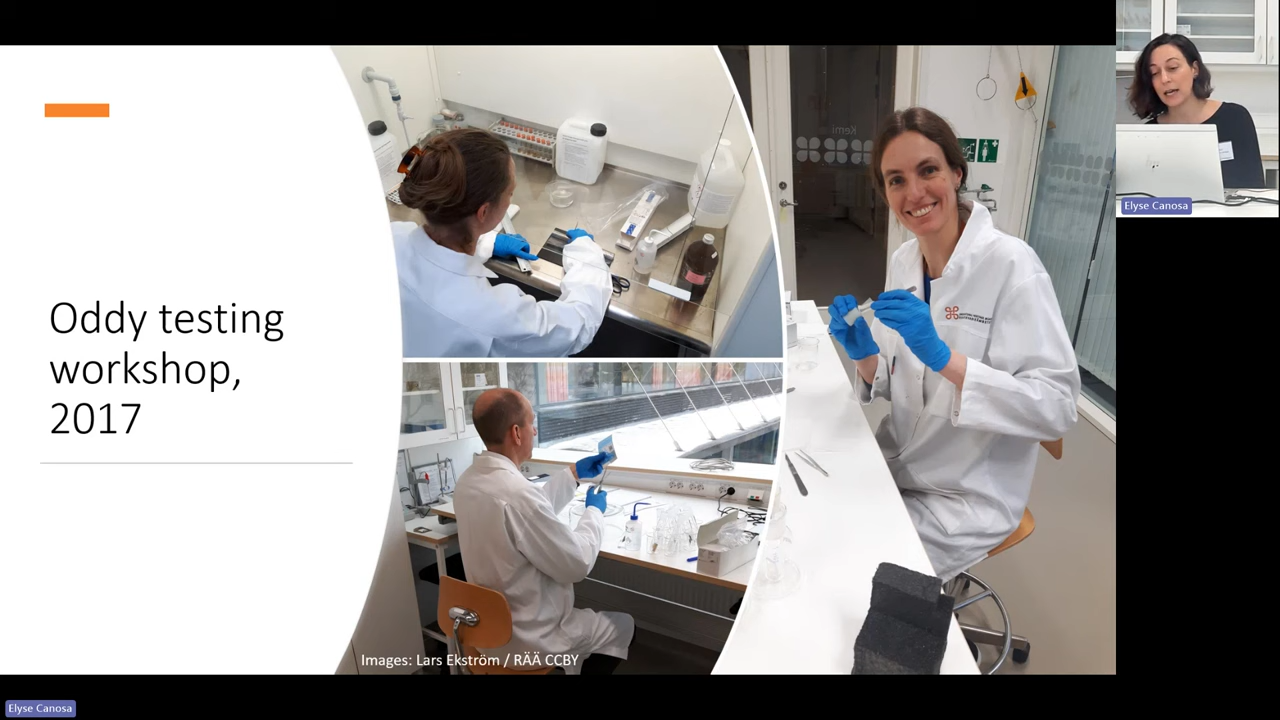 Oddy testing
workshop,
2017
Images: Lars Ekström / RÄÄ CCBY
Kemi
Elyse Canosa
Elyse Canosa